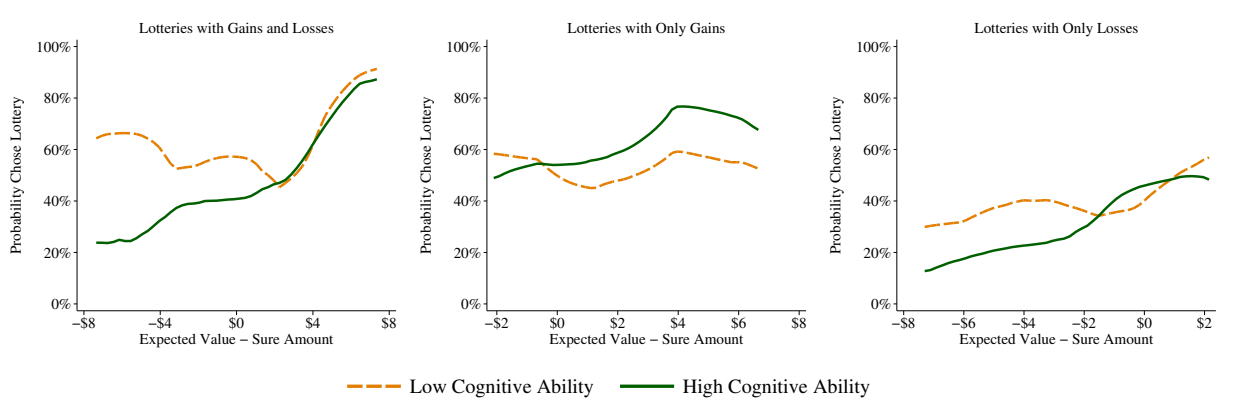 Lotteries with Gains and Losses
Probability Chose Lottery
100%
80%
60%
40%
20%
0%
−$8 −$4 $0 $4 $8
Expected Value − Sure Amount
Lotteries with Only Gains
Probability Chose Lottery
100%
80%
60%
40%
20%
0%
−$2 $0 $2 $4 $6 $8
Expected Value − Sure Amount
Lotteries with Only Losses
Probability Chose Lottery
100%
80%
60%
40%
20%
0%
−$8 −$6 −$4 −$2 $0 $2
Expected Value − Sure Amount
Low Cognitive Ability High Cognitive Ability